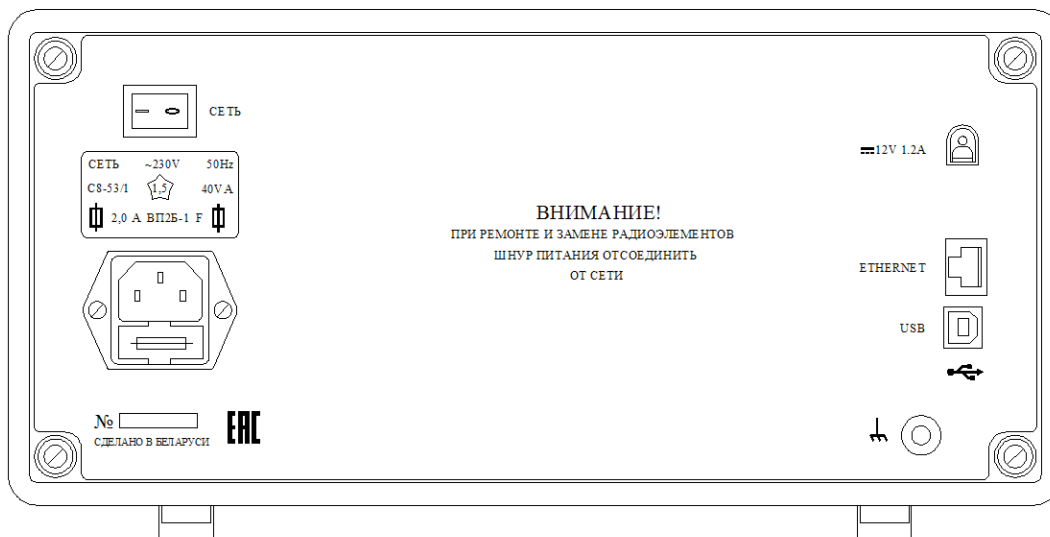 СЕТЬ
СЕТЬ ~230V 50Hz
С8-53/1 1,5 40VA
2,0 А ВП2Б-1 F
12V 1.2A
ВНИМАНИЕ!
ПРИ РЕМОНТЕ И ЗАМЕНЕ РАДИОЭЛЕМЕНТОВ
ШНУР ПИТАНИЯ ОТСОЕДИНИТЬ
ОТ СЕТИ
ETHERNET
USB
№
СДЕЛАНО В БЕЛАРУСИ
EAC